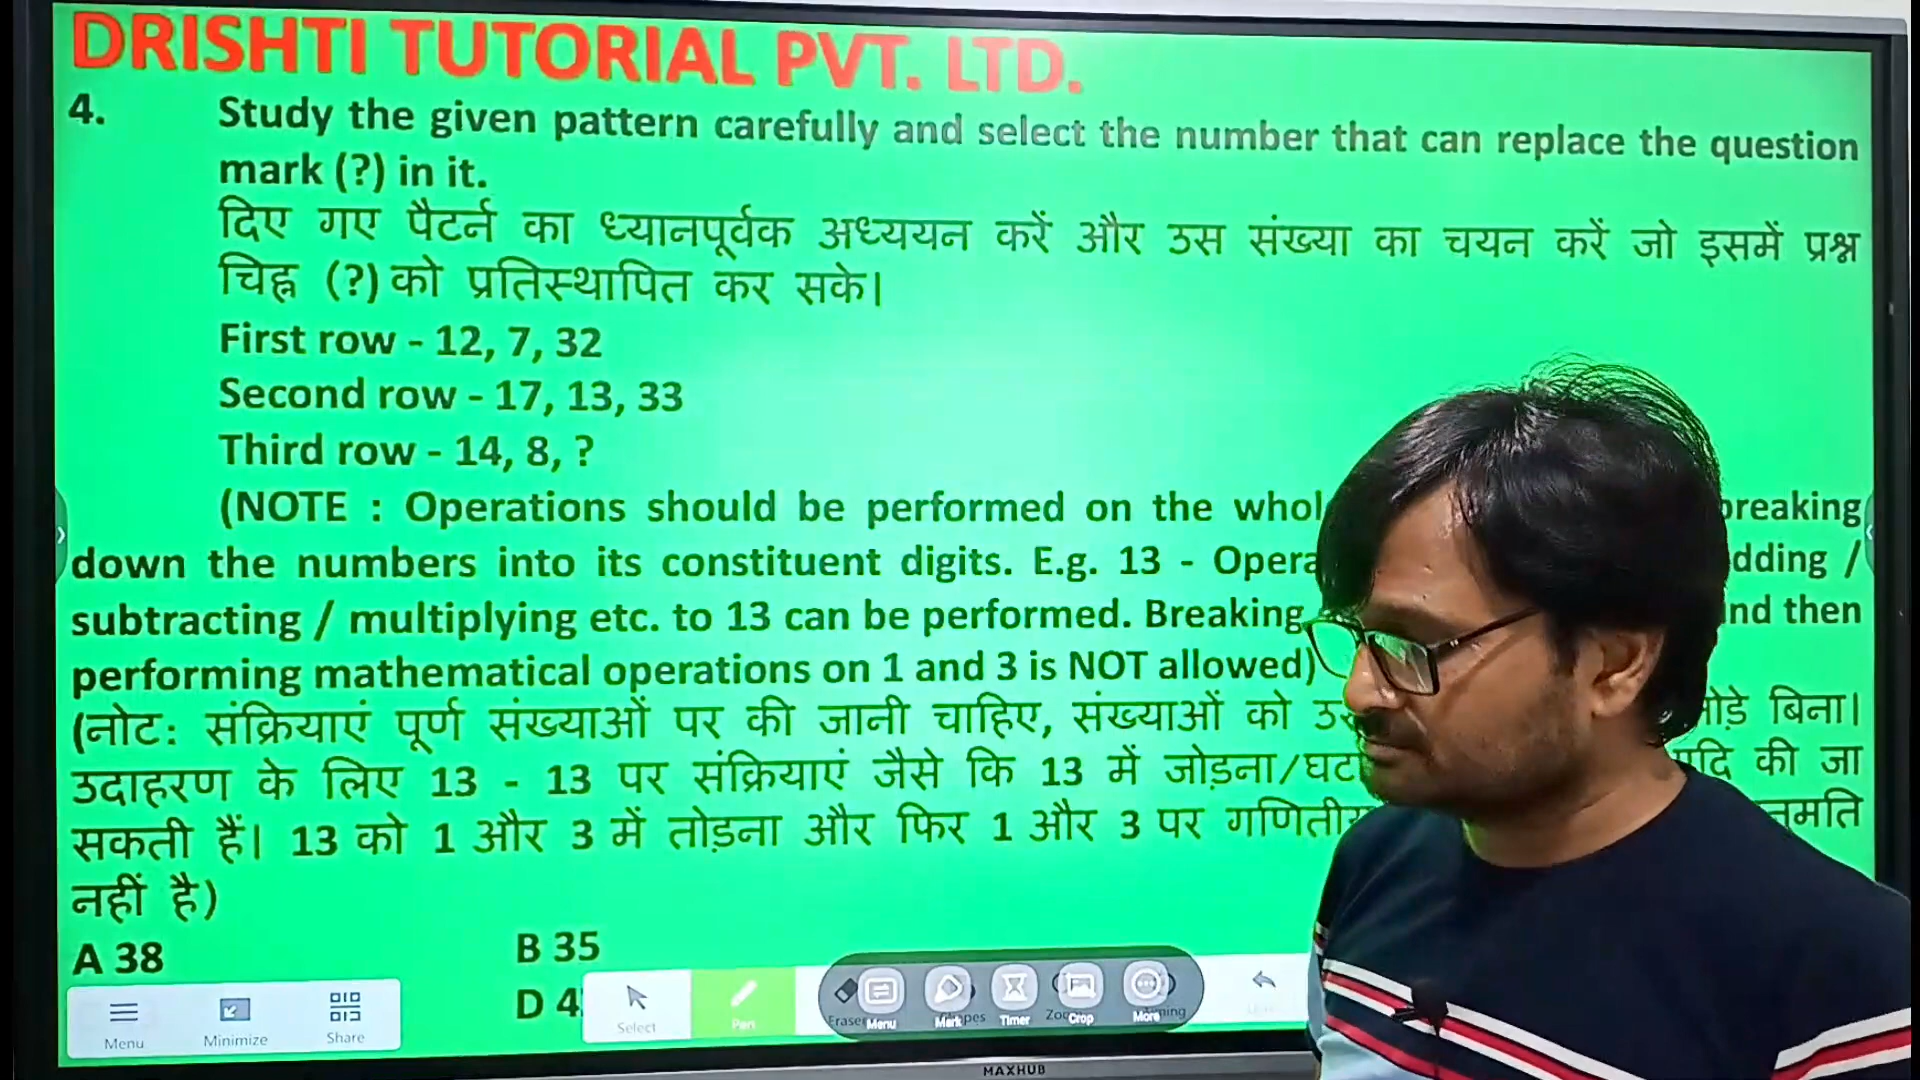 DRISHTI TUTORIAL PVT. LTD.
4. Study the given pattern carefully and select the number that can replace the question
mark (?) in it.
दिए गए पैटर्न का ध्यानपूर्वक अध्ययन करें और उस संख्या का चयन करें जो इसमें प्रश्न
चिह्न (?) को प्रतिस्थापित कर सके।
First row - 12, 7, 32
Second row - 17, 13, 33
Third row - 14, 8, ?
(NOTE : Operations should be performed on the breaking
down the numbers into its constituent digits. E.g. 13 - /
subtracting / multiplying etc. to 13 can be performed. Breaking then
performing mathematical operations on 1 and 3 is NOT allowed)
(नोट: संक्रियाएं पूर्ण संख्याओं पर की जानी चाहिए, संख्याओं को बिना।
उदाहरण के लिए 13 - 13 पर संक्रियाएं जैसे कि 13 में की जा
सकती हैं। 13 को 1 और 3 में तोड़ना और फिर 1 और 3 पर
नहीं है)
A 38 B 35
D
Menu Minimize Share Select Pen Eraser Menu Mark Timer Crop More
MAXHUB